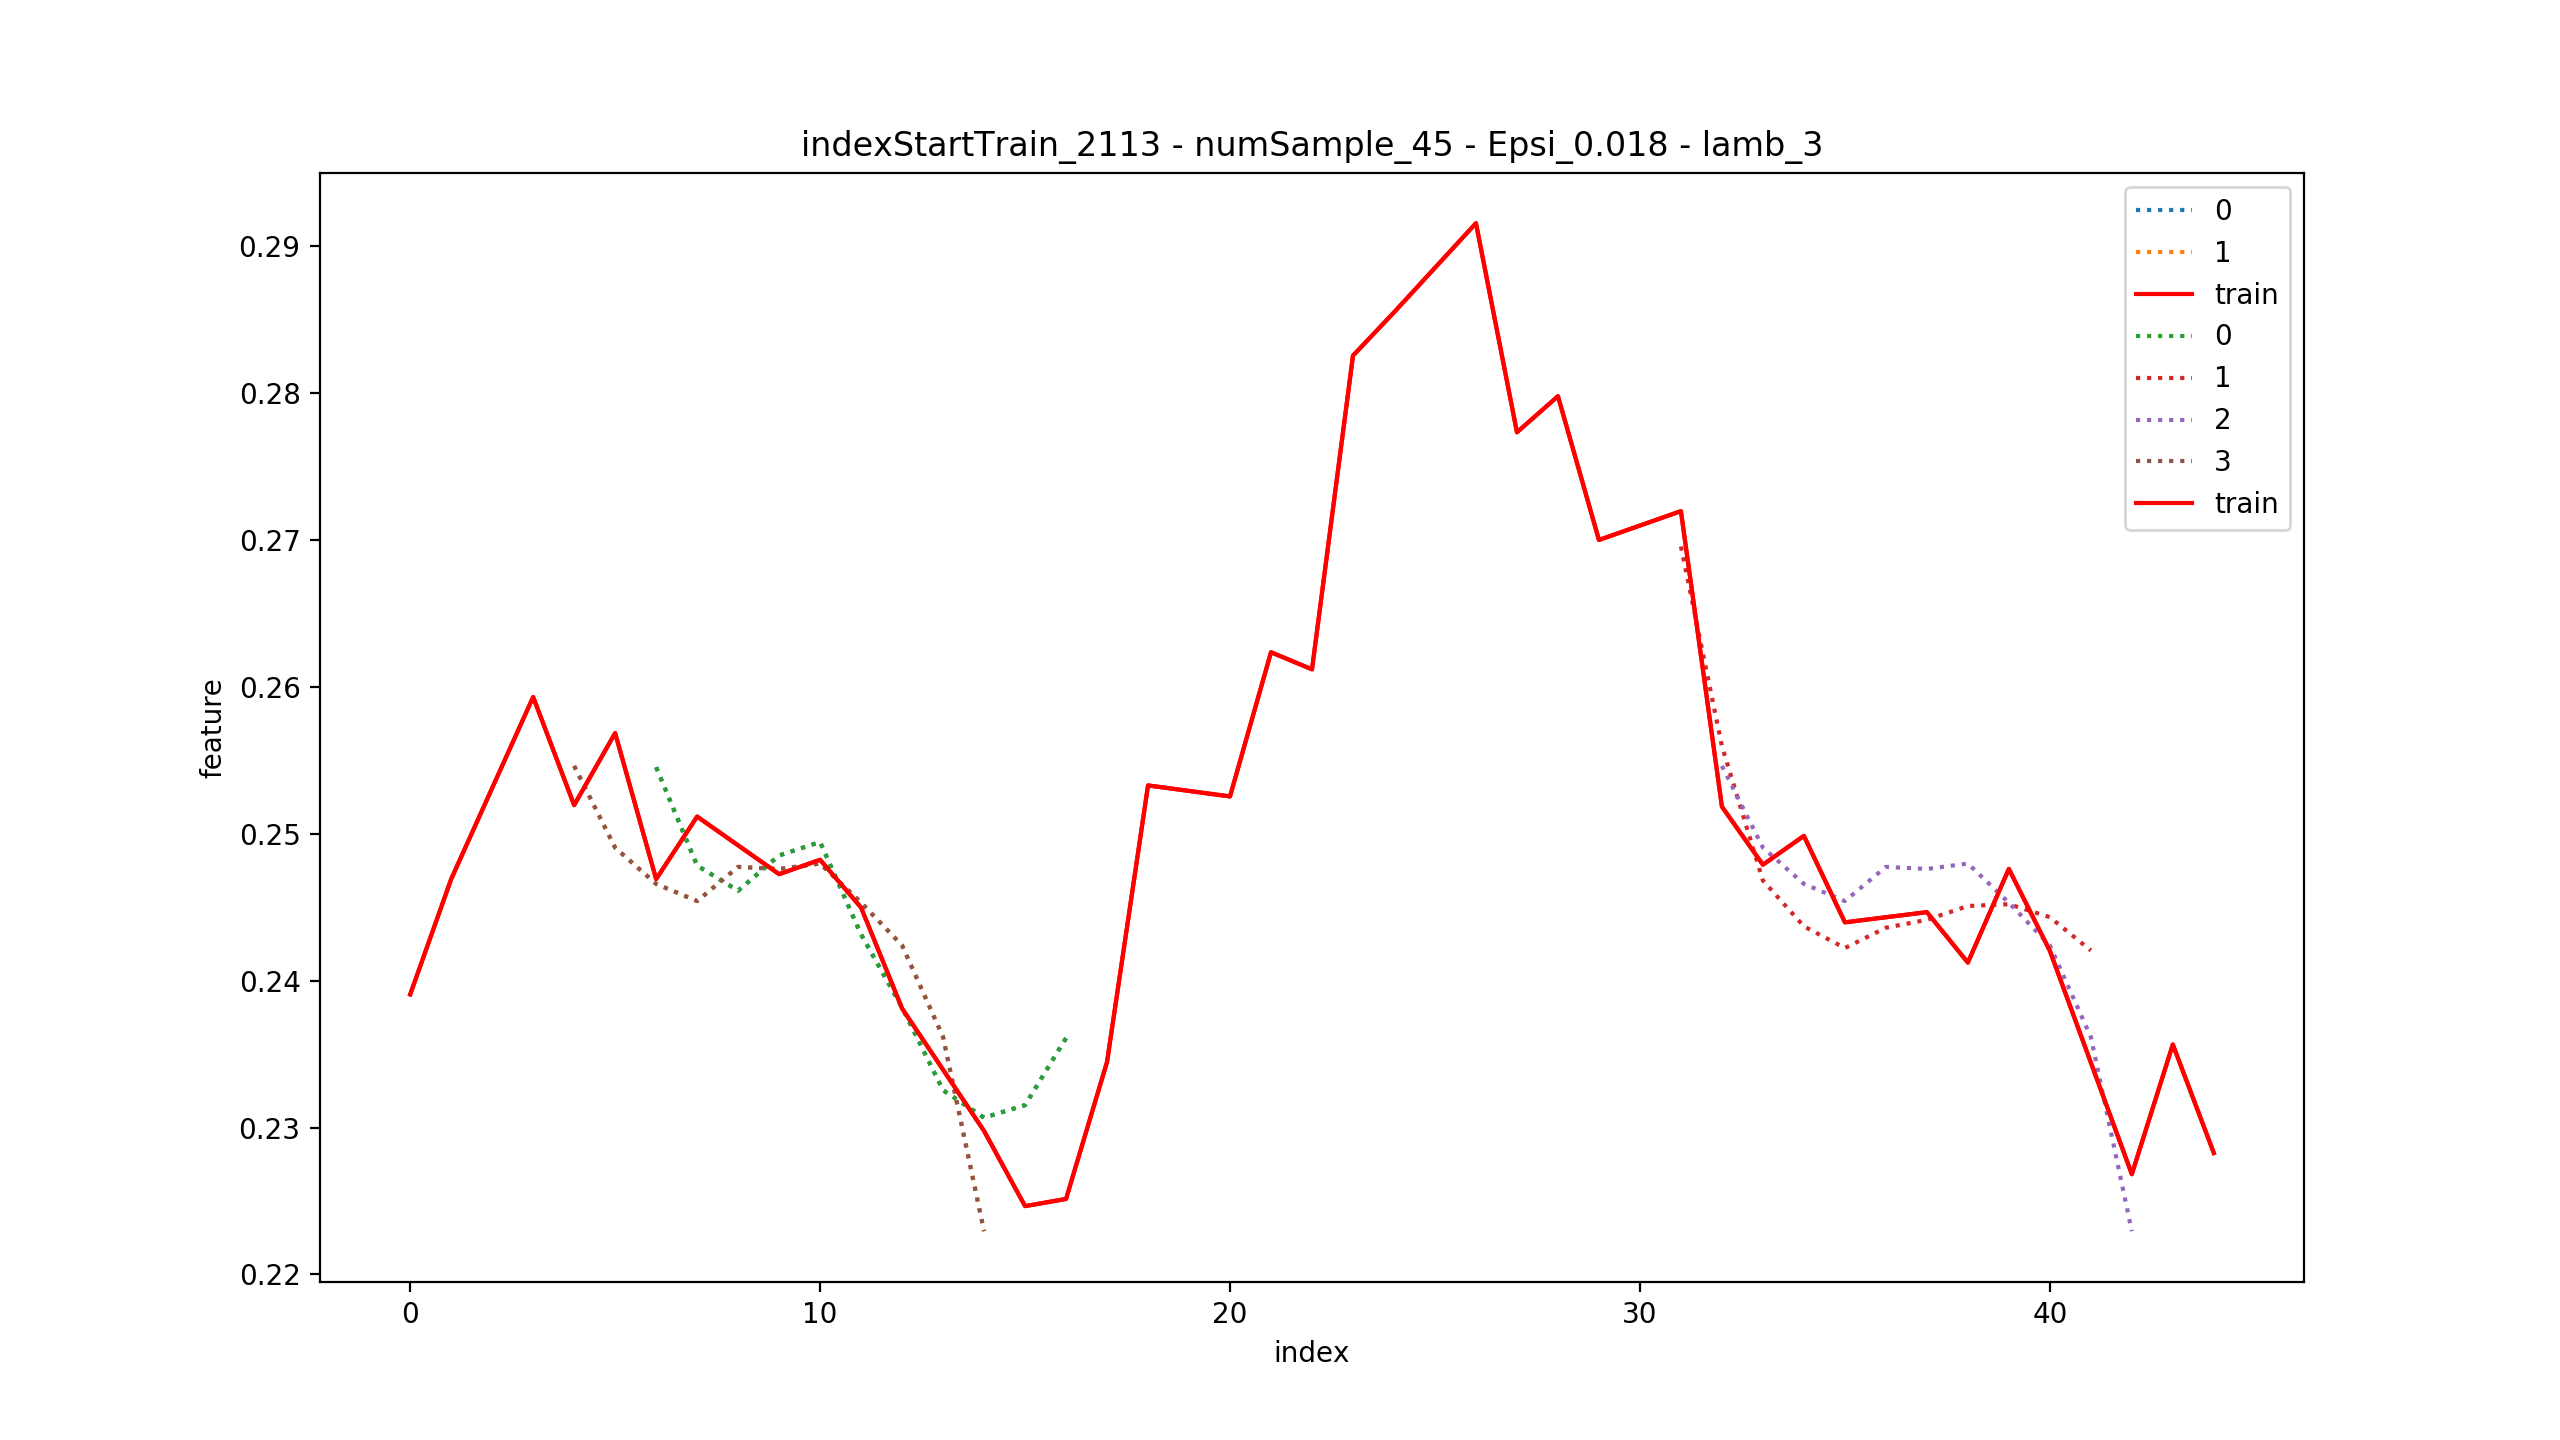 indexStartTrain_2113 - numSample_45 - Epsi_0.018 - lamb_3
0
1
train
0
1
2
3
train
0.29
0.28
0.27
0.26
0.25
0.24
0.23
0.22
feature
0 10 20 30 40
index